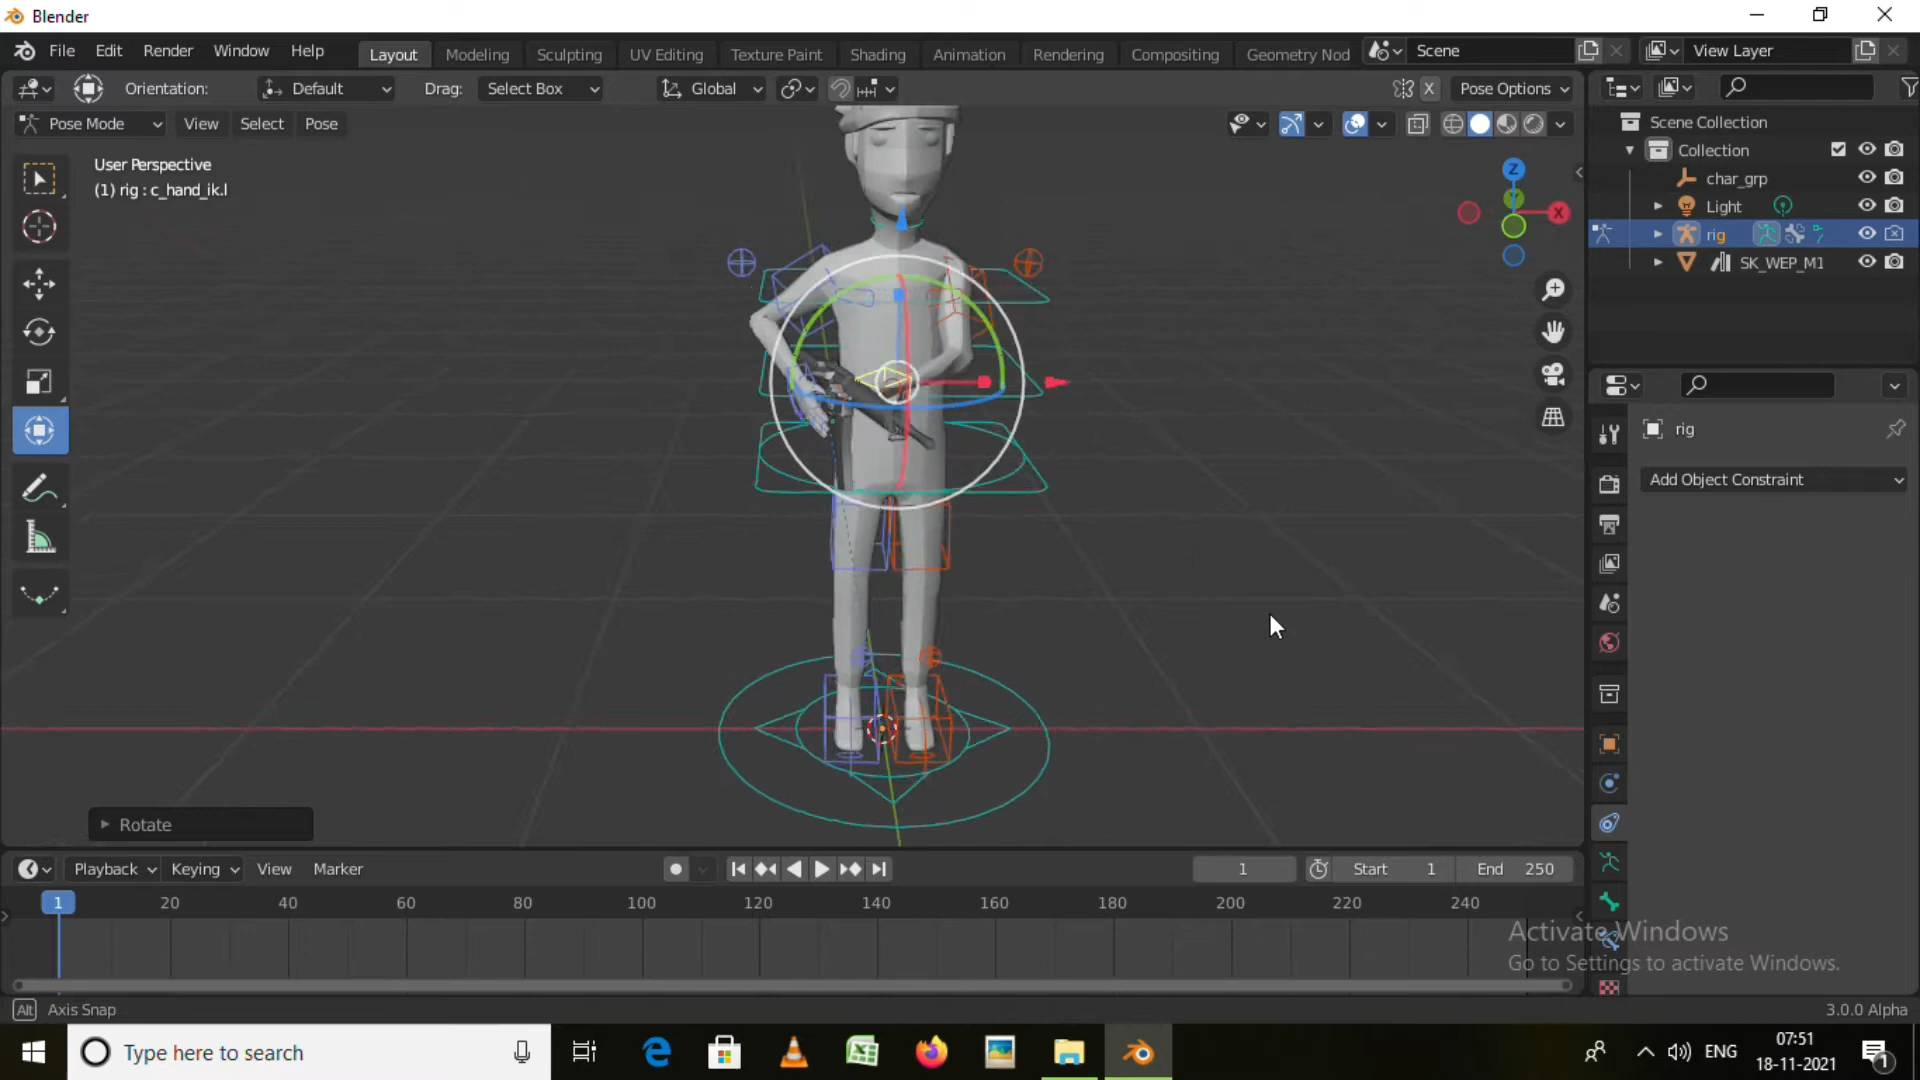 Blender
File Edit Render Window Help
Layout Modeling Sculpting UV Editing Texture Paint Shading Animation Rendering Compositing Geometry Nod
Scene
View Layer
Orientation: Default Drag: Select Box Global X Pose Options
Pose Mode View Select Pose
User Perspective
(1) rig : c_hand_ik.l
Z
Y
X
Scene Collection
Collection
char_grp
Light
rig
SK_WEP_M1
rig
Add Object Constraint
Rotate
Playback Keying View Marker
1
Start 1
End 250
1 20 40 60 80 100 120 140 160 180 200 220 240
Activate Windows
Go to Settings to activate Windows.
Alt Axis Snap
3.0.0 Alpha
Type here to search
ENG
07:51
18-11-2021
1